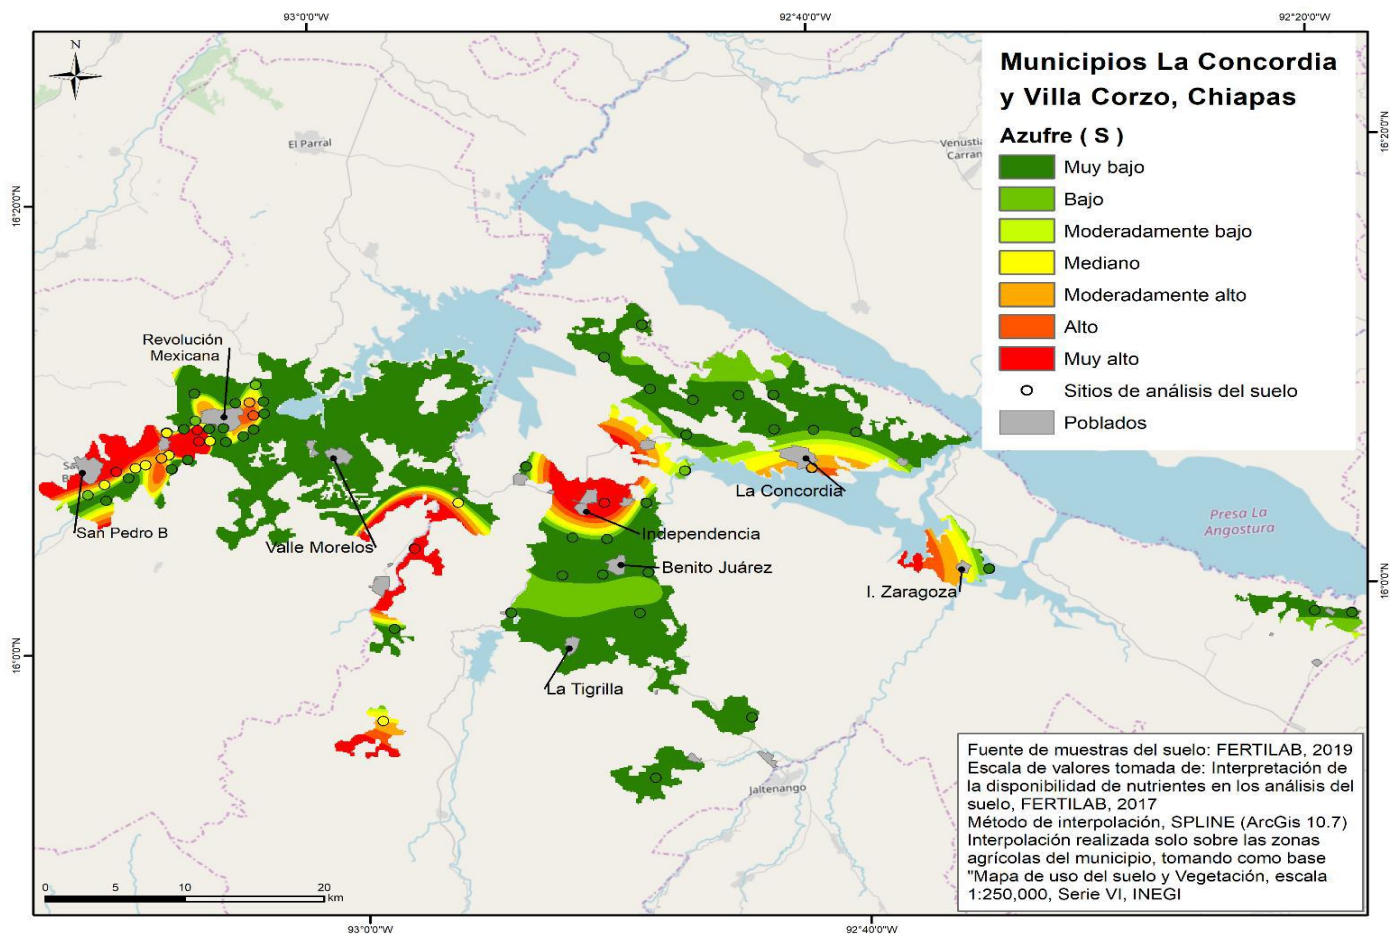 93°0'0"W
92°40'0"W
92°20'0"W
N
Municipios La Concordia
y Villa Corzo, Chiapas
Azufre ( S )
Muy bajo
Bajo
Moderadamente bajo
Mediano
Moderadamente alto
Alto
Muy alto
Sitios de análisis del suelo
Poblados
16°20'0"N
16°20'0"N
El Parral
Venustia
Carran
Revolución
Mexicana
San Pedro B
Valle Morelos
La Concordia
Independencia
Benito Juárez
I. Zaragoza
La Tigrilla
Presa La
Angostura
16°0'0"N
16°0'0"N
Jaltenango
Fuente de muestras del suelo: FERTILAB, 2019
Escala de valores tomada de: Interpretación de
la disponibilidad de nutrientes en los análisis del
suelo, FERTILAB, 2017
Método de interpolación, SPLINE (ArcGis 10.7)
Interpolación realizada solo sobre las zonas
agrícolas del municipio, tomando como base
"Mapa de uso del suelo y Vegetación, escala
1:250,000, Serie VI, INEGI
0 5 10 20
km
93°0'0"W
92°40'0"W